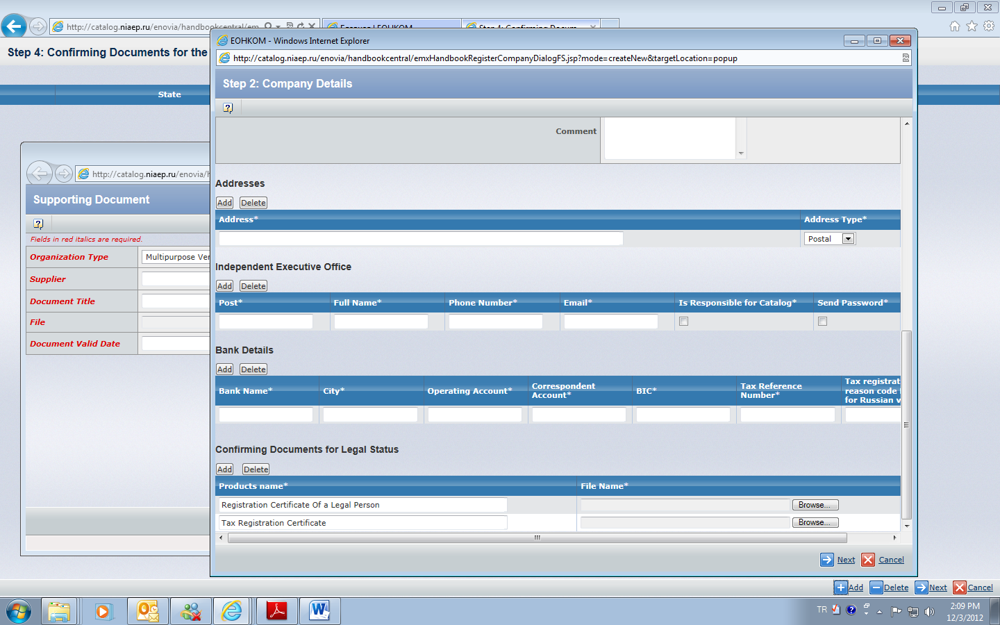 http://catalog.niaep.ru/enovia/handbookcentral/em
EOHKOM - Windows Internet Explorer
http://catalog.niaep.ru/enovia/handbookcentral/emxHandbookRegisterCompanyDialogFS.jsp?mode=createNew&targetLocation=popup
Step 4: Confirming Documents for the
State
Step 2: Company Details
Comment
http://catalog.niaep.ru/enovia/h
Supporting Document
Fields in red italics are required.
Organization Type
Multipurpose Ver
Supplier
Document Title
File
Document Valid Date
Addresses
Add Delete
Address* Address Type*
Postal
Independent Executive Office
Add Delete
Post* Full Name* Phone Number* Email* Is Responsible for Catalog* Send Password*
Bank Details
Add Delete
Bank Name* City* Operating Account* Correspondent Account* BIC* Tax Reference Number* Tax registrat reason code for Russian v
Confirming Documents for Legal Status
Add Delete
Products name* File Name*
Registration Certificate Of a Legal Person Browse...
Tax Registration Certificate Browse...
Next Cancel
Add Delete Next Cancel
TR 2:09 PM
12/3/2012